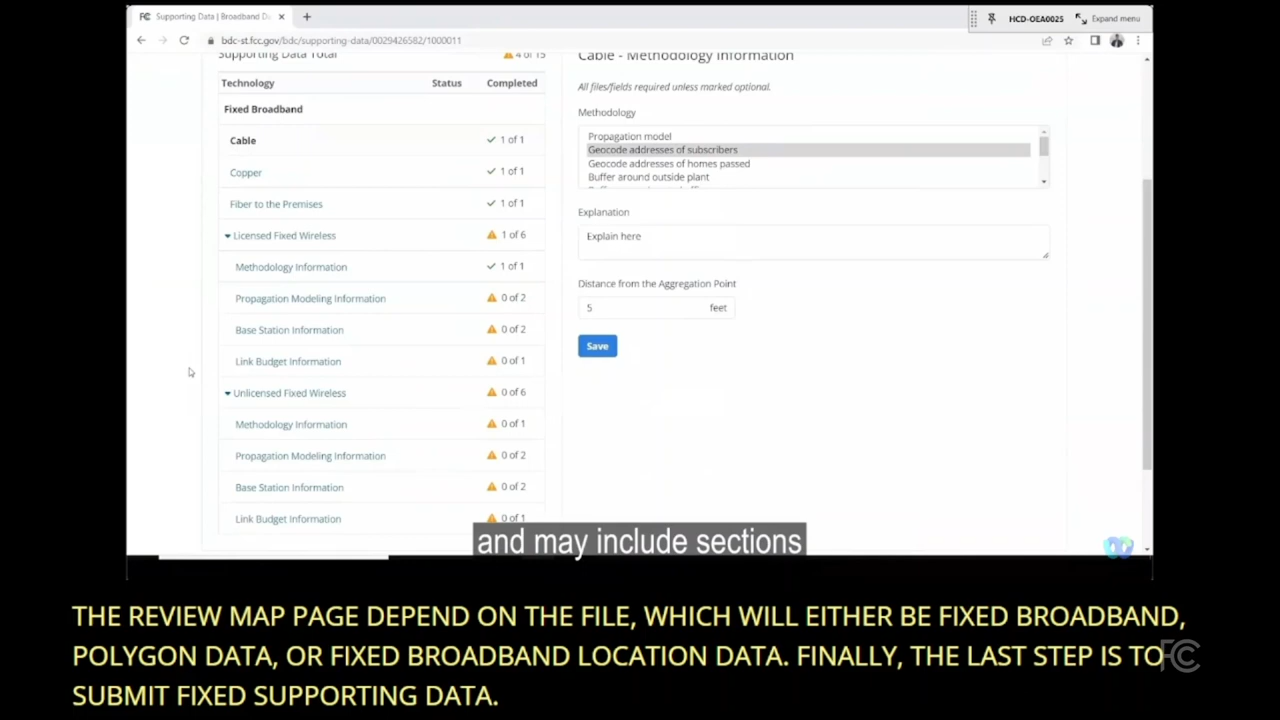 Supporting Data | Broadband Da
HCD-OEA0025
Expand menu
bdc-st.fcc.gov/bdc/supporting-data/0029426582/1000011
Supporting Data Total 4 of 15
Technology Status Completed
Fixed Broadband
Cable 1 of 1
Copper 1 of 1
Fiber to the Premises 1 of 1
Licensed Fixed Wireless 1 of 6
Methodology Information 1 of 1
Propagation Modeling Information 0 of 2
Base Station Information 0 of 2
Link Budget Information 0 of 1
Unlicensed Fixed Wireless 0 of 6
Methodology Information 0 of 1
Propagation Modeling Information 0 of 2
Base Station Information 0 of 2
Link Budget Information 0 of 1
Cable - Methodology Information
All files/fields required unless marked optional.
Methodology
Propagation model
Geocode addresses of subscribers
Geocode addresses of homes passed
Buffer around outside plant
Explanation
Explain here
Distance from the Aggregation Point
5 feet
Save
and may include sections
THE REVIEW MAP PAGE DEPEND ON THE FILE, WHICH WILL EITHER BE FIXED BROADBAND,
POLYGON DATA, OR FIXED BROADBAND LOCATION DATA. FINALLY, THE LAST STEP IS TO
SUBMIT FIXED SUPPORTING DATA.
FC